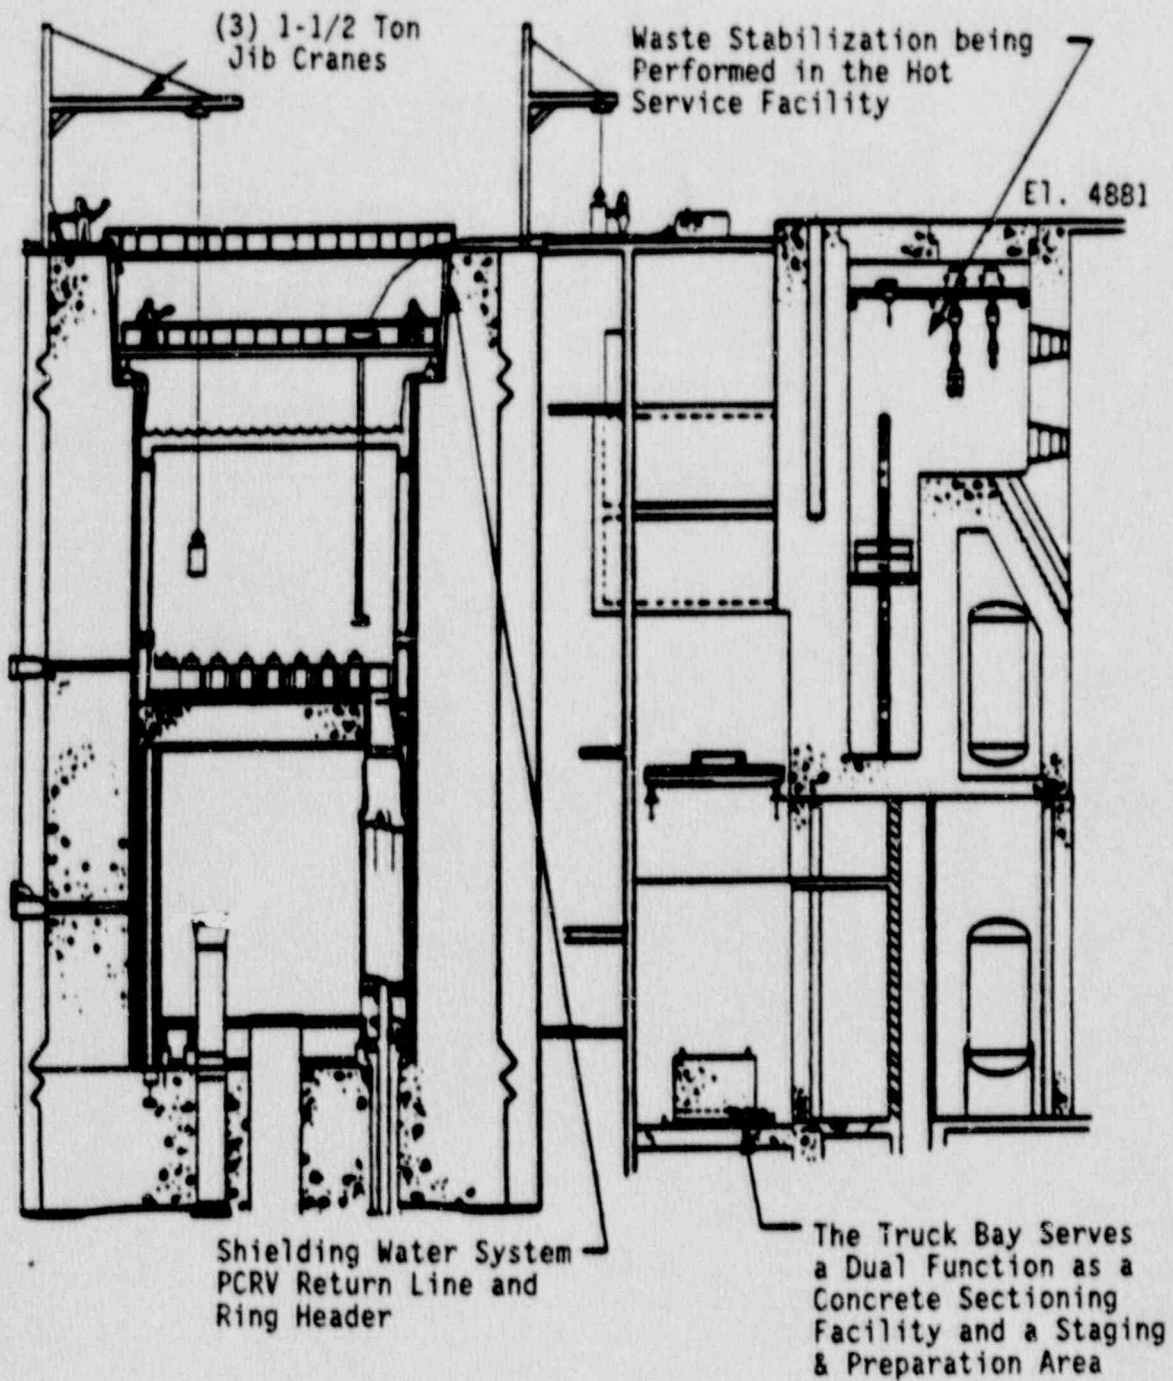 (3) 1-1/2 Ton
Jib Cranes
Waste Stabilization being
Performed in the Hot
Service Facility
El. 4881
Shielding Water System
PCRV Return Line and
Ring Header
The Truck Bay Serves
a Dual Function as a
Concrete Sectioning
Facility and a Staging
& Preparation Area